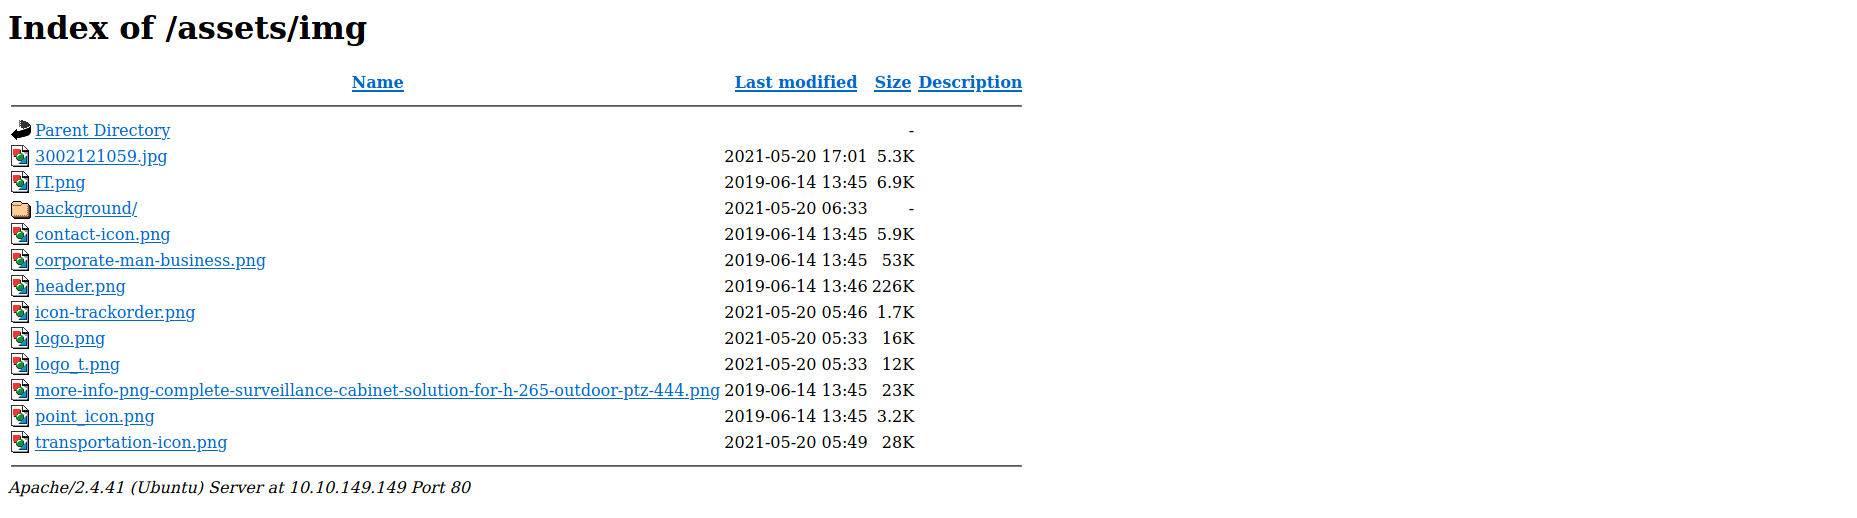 Index of /assets/img
Name Last modified Size Description
Parent Directory -
3002121059.jpg 2021-05-20 17:01 5.3K
IT.png 2019-06-14 13:45 6.9K
background/ 2021-05-20 06:33 -
contact-icon.png 2019-06-14 13:45 5.9K
corporate-man-business.png 2019-06-14 13:45 53K
header.png 2019-06-14 13:46 226K
icon-trackorder.png 2021-05-20 05:46 1.7K
logo.png 2021-05-20 05:33 16K
logo_t.png 2021-05-20 05:33 12K
more-info-png-complete-surveillance-cabinet-solution-for-h-265-outdoor-ptz-444.png 2019-06-14 13:45 23K
point_icon.png 2019-06-14 13:45 3.2K
transportation-icon.png 2021-05-20 05:49 28K
Apache/2.4.41 (Ubuntu) Server at 10.10.149.149 Port 80